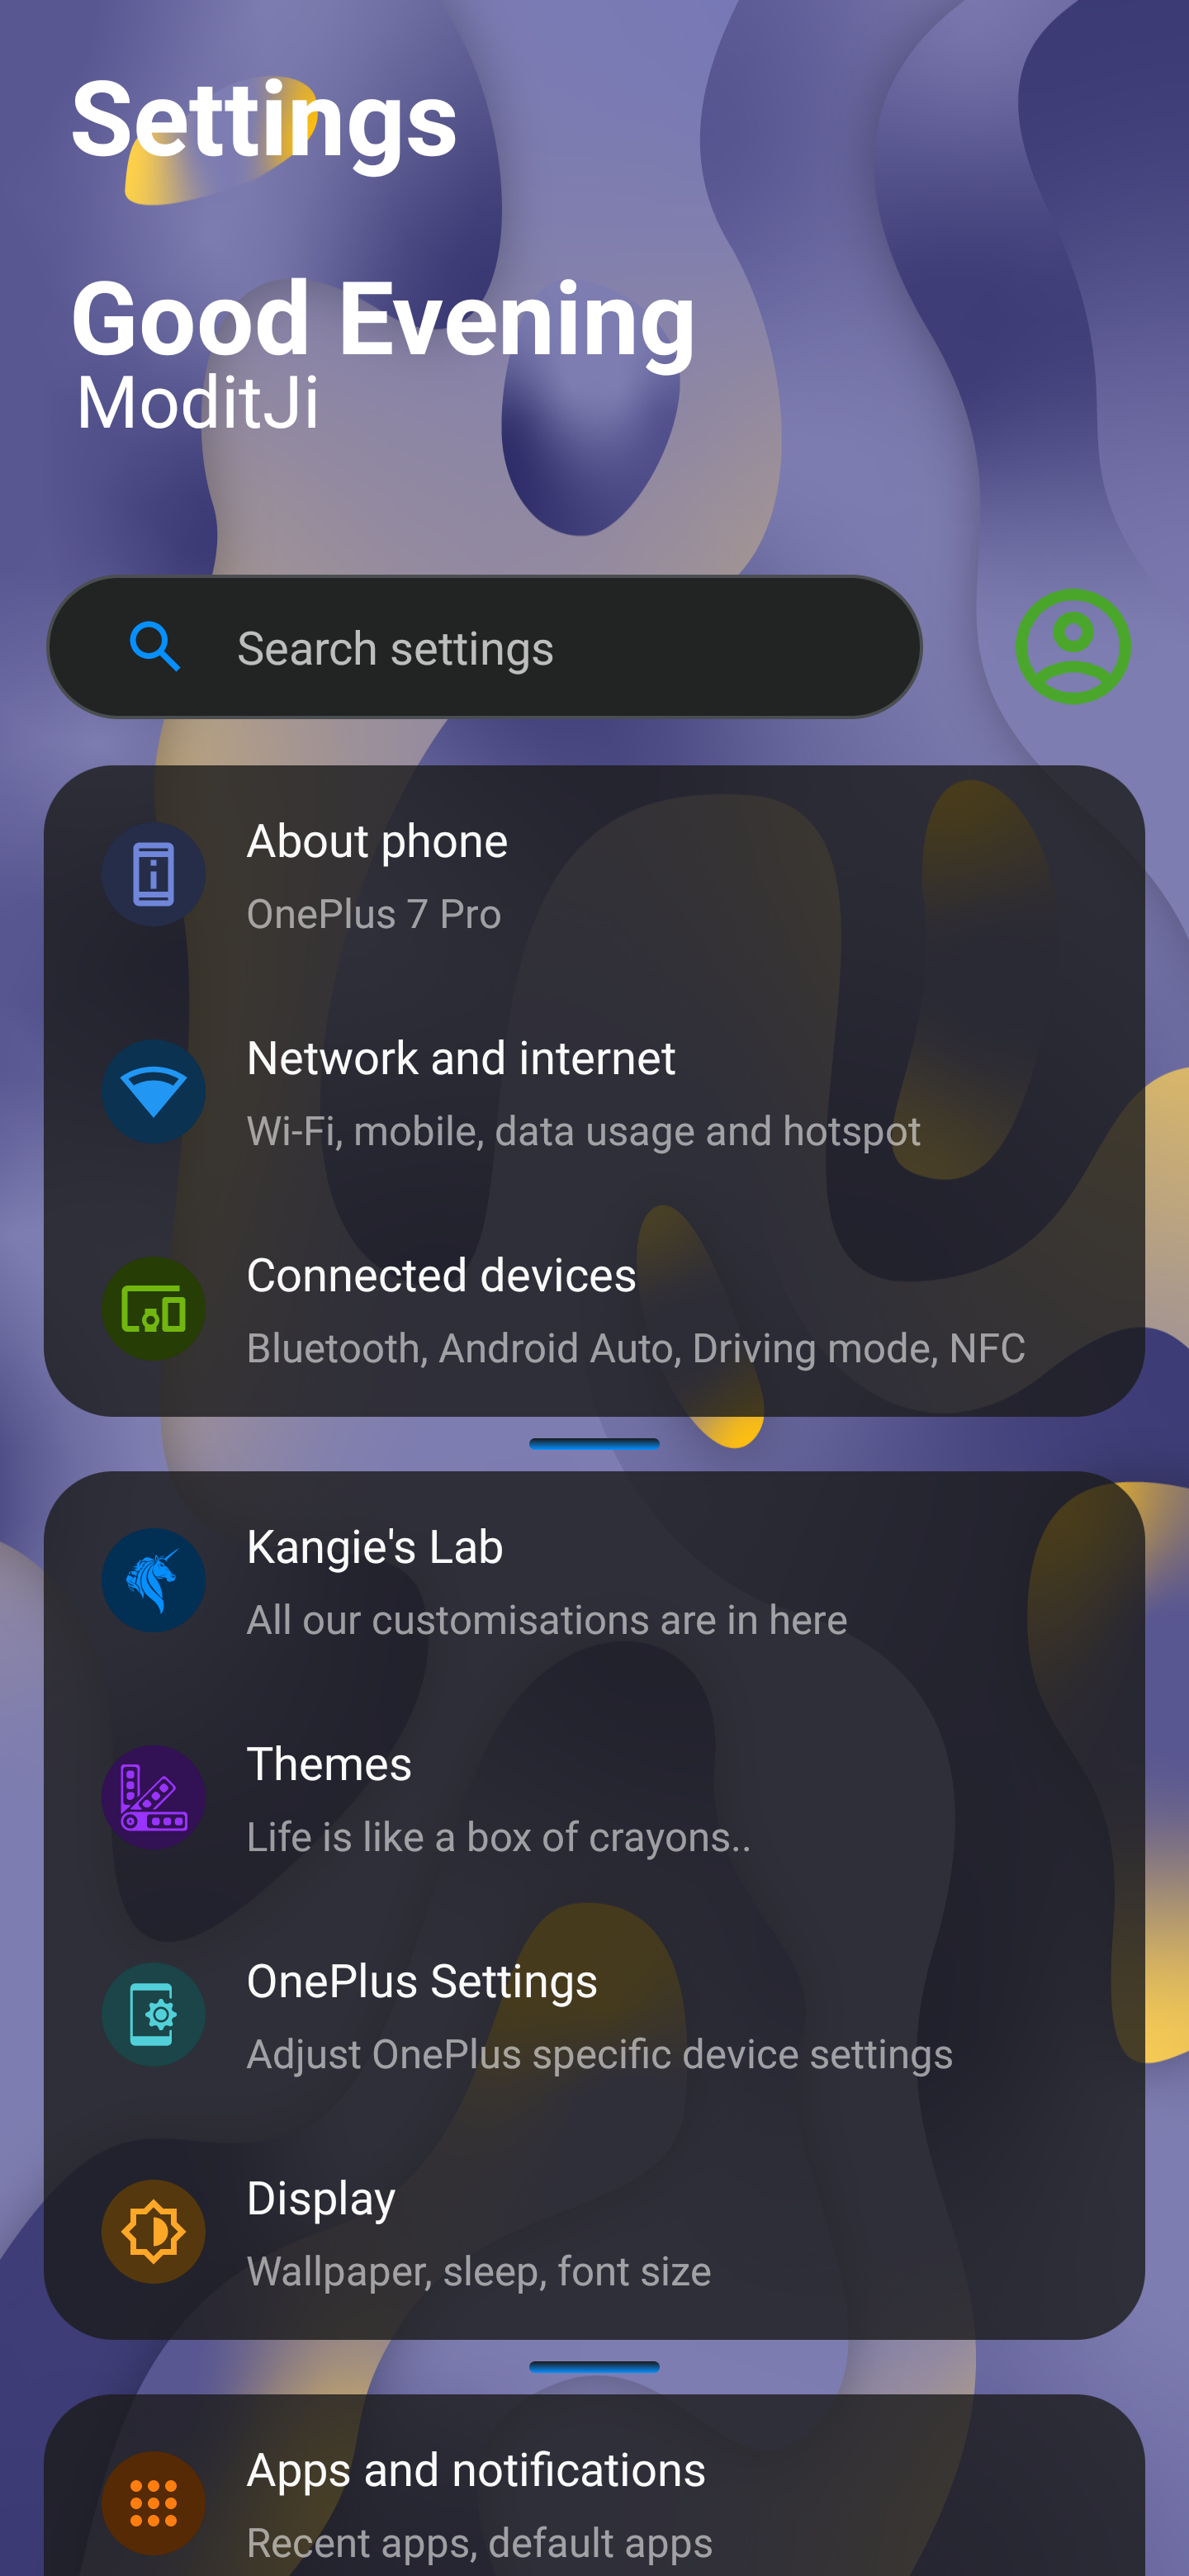 Settings
Good Evening
ModitJi
Search settings
About phone
OnePlus 7 Pro
Network and internet
Wi-Fi, mobile, data usage and hotspot
Connected devices
Bluetooth, Android Auto, Driving mode, NFC
Kangie's Lab
All our customisations are in here
Themes
Life is like a box of crayons..
OnePlus Settings
Adjust OnePlus specific device settings
Display
Wallpaper, sleep, font size
Apps and notifications
Recent apps, default apps